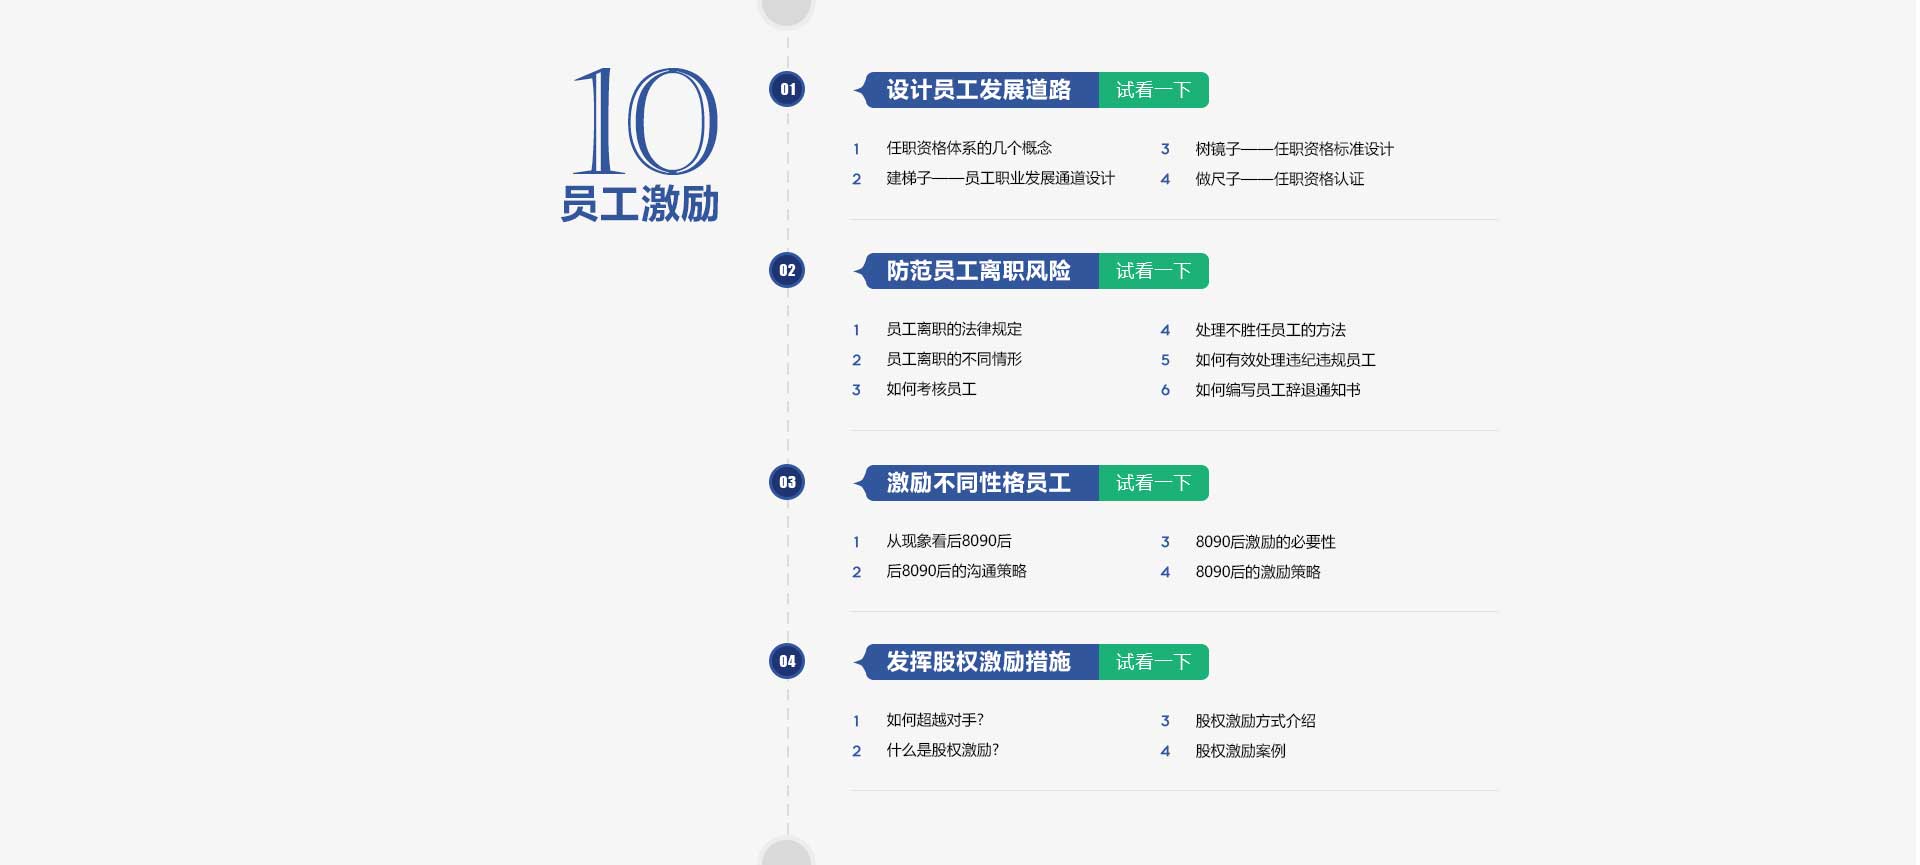 10
员工激励
01
设计员工发展道路 试看一下
1 任职资格体系的几个概念
2 建梯子——员工职业发展通道设计
3 树镜子——任职资格标准设计
4 做尺子——任职资格认证
02
防范员工离职风险 试看一下
1 员工离职的法律规定
2 员工离职的不同情形
3 如何考核员工
4 处理不胜任员工的方法
5 如何有效处理违纪违规员工
6 如何编写员工辞退通知书
03
激励不同性格员工 试看一下
1 从现象看后8090后
2 后8090后的沟通策略
3 8090后激励的必要性
4 8090后的激励策略
04
发挥股权激励措施 试看一下
1 如何超越对手?
2 什么是股权激励?
3 股权激励方式介绍
4 股权激励案例